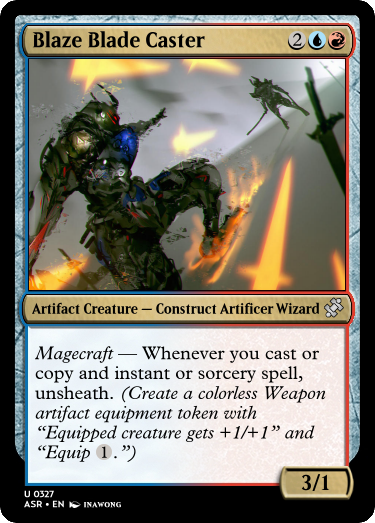 Blaze Blade Caster 2
Artifact Creature — Construct Artificer Wizard
Magecraft — Whenever you cast or
copy and instant or sorcery spell,
unsheath. (Create a colorless Weapon
artifact equipment token with
“Equipped creature gets +1/+1” and
“Equip 1.”)
3/1
U 0327
ASR • EN INAWONG